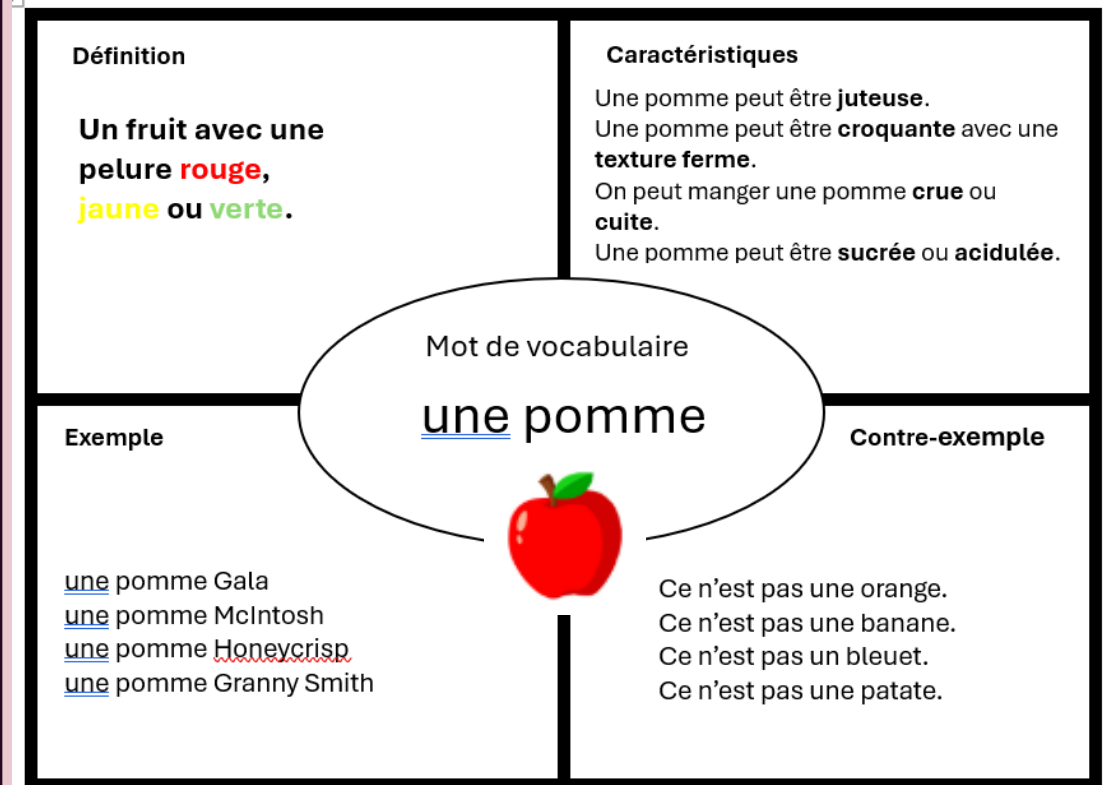 Définition
Un fruit avec une
pelure rouge,
jaune ou verte.
Caractéristiques
Une pomme peut être juteuse.
Une pomme peut être croquante avec une
texture ferme.
On peut manger une pomme crue ou
cuite.
Une pomme peut être sucrée ou acidulée.
Mot de vocabulaire
une pomme
Exemple
une pomme Gala
une pomme McIntosh
une pomme Honeycrisp
une pomme Granny Smith
Contre-exemple
Ce n’est pas une orange.
Ce n’est pas une banane.
Ce n’est pas un bleuet.
Ce n’est pas une patate.